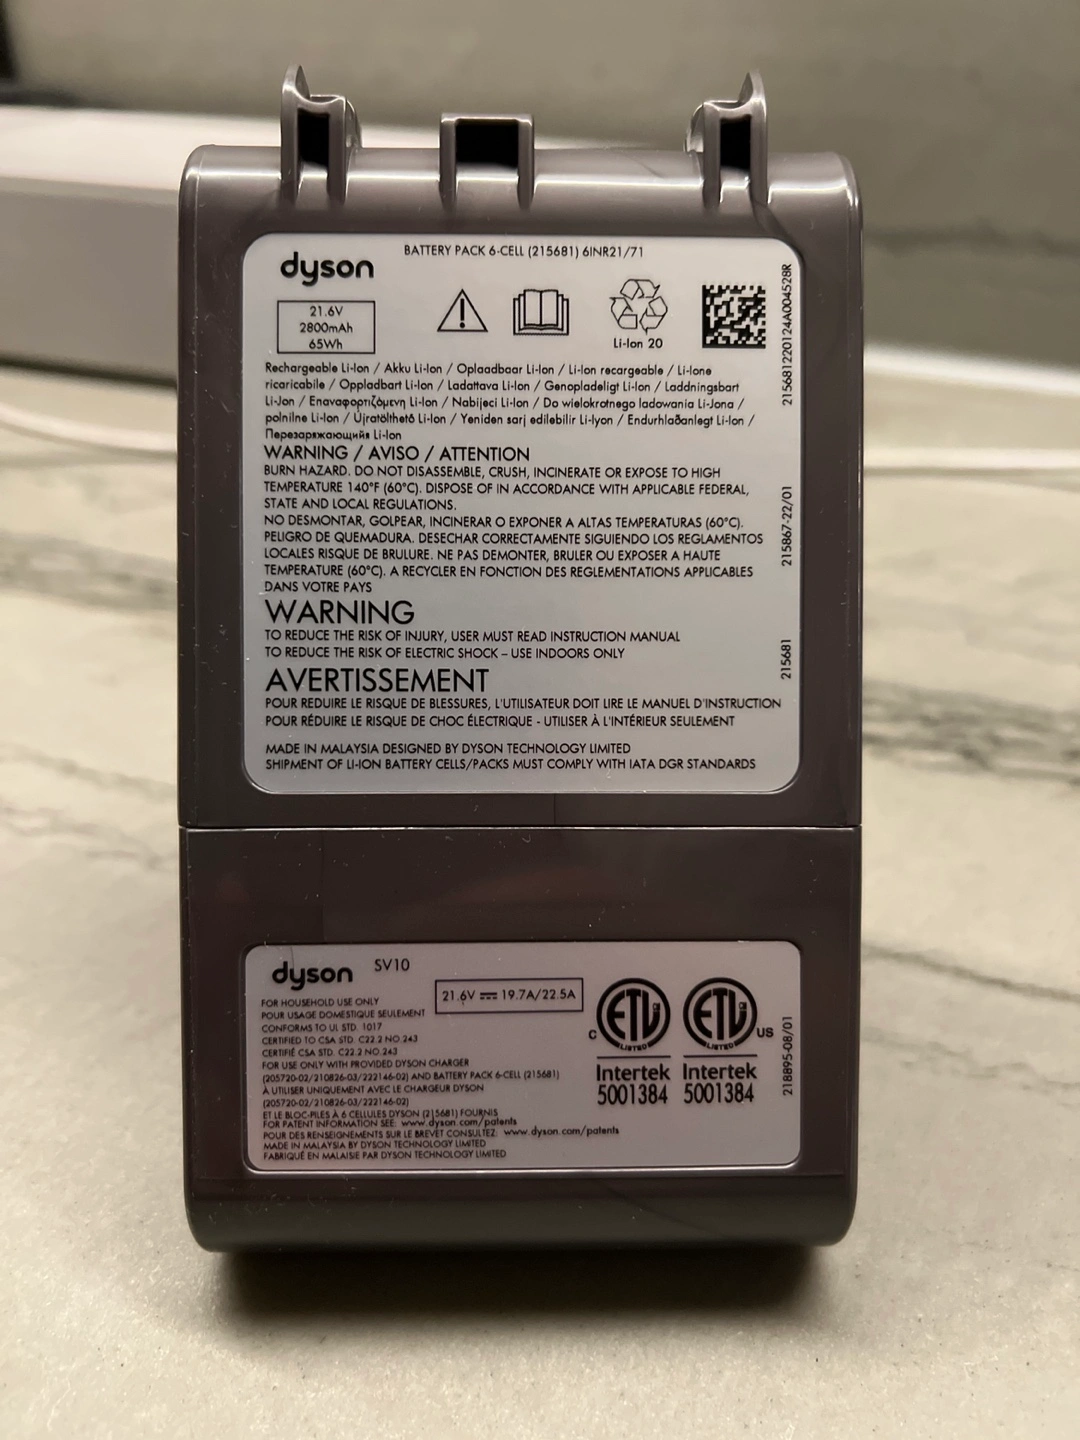 BATTERY PACK 6-CELL (215681) 6INR21/71
dyson
21.6V
2800mAh
65Wh
Li-Ion 20
215681220124A004528R
Rechargeable Li-Ion / Akku Li-Ion / Oplaadbaar Li-Ion / Li-Ion recargeable / Li-Ione
ricaricabile / Oppladbart Li-Ion / Ladattava Li-Ion / Genopladeligt Li-Ion / Laddningsbart
Li-Jon / Επαναφορτιζόμενη Li-Ion / Nabíjecí Li-Ion / Do wielokrotnego ładowania Li-Jona /
polnilne Li-Ion / Újratölthető Li-Ion / Yeniden sarj edilebilir Li-Iyon / Endurhlaðanlegt Li-Ion /
Перезаряжающийя Li-Ion
WARNING / AVISO / ATTENTION
BURN HAZARD. DO NOT DISASSEMBLE, CRUSH, INCINERATE OR EXPOSE TO HIGH
TEMPERATURE 140°F (60°C). DISPOSE OF IN ACCORDANCE WITH APPLICABLE FEDERAL,
STATE AND LOCAL REGULATIONS.
NO DESMONTAR, GOLPEAR, INCINERAR O EXPONER A ALTAS TEMPERATURAS (60°C).
PELIGRO DE QUEMADURA. DESECHAR CORRECTAMENTE SIGUIENDO LOS REGLAMENTOS
LOCALES RISQUE DE BRULURE. NE PAS DEMONTER, BRULER OU EXPOSER A HAUTE
TEMPERATURE (60°C). A RECYCLER EN FONCTION DES REGLEMENTATIONS APPLICABLES
DANS VOTRE PAYS
215867-22/01
WARNING
TO REDUCE THE RISK OF INJURY, USER MUST READ INSTRUCTION MANUAL
TO REDUCE THE RISK OF ELECTRIC SHOCK – USE INDOORS ONLY
215681
AVERTISSEMENT
POUR REDUIRE LE RISQUE DE BLESSURES, L'UTILISATEUR DOIT LIRE LE MANUEL D'INSTRUCTION
POUR RÉDUIRE LE RISQUE DE CHOC ÉLECTRIQUE - UTILISER À L'INTÉRIEUR SEULEMENT
MADE IN MALAYSIA DESIGNED BY DYSON TECHNOLOGY LIMITED
SHIPMENT OF LI-ION BATTERY CELLS/PACKS MUST COMPLY WITH IATA DGR STANDARDS
dyson SV10
21.6V ⎓ 19.7A/22.5A
FOR HOUSEHOLD USE ONLY
POUR USAGE DOMESTIQUE SEULEMENT
CONFORMS TO UL STD. 1017
CERTIFIED TO CSA STD. C22.2 NO.243
CERTIFIÉ CSA STD. C22.2 NO.243
FOR USE ONLY WITH PROVIDED DYSON CHARGER
(205720-02/210826-03/222146-02) AND BATTERY PACK 6-CELL (215681)
À UTILISER UNIQUEMENT AVEC LE CHARGEUR DYSON
(205720-02/210826-03/222146-02)
ET LE BLOC-PILES À 6 CELLULES DYSON (215681) FOURNIS
FOR PATENT INFORMATION SEE: www.dyson.com/patents
POUR DES RENSEIGNEMENTS SUR LE BREVET CONSULTEZ: www.dyson.com/patents
MADE IN MALAYSIA BY DYSON TECHNOLOGY LIMITED
FABRIQUÉ EN MALAISIE PAR DYSON TECHNOLOGY LIMITED
C ETL LISTED
Intertek
5001384
ETL LISTED US
Intertek
5001384
218895-08/01